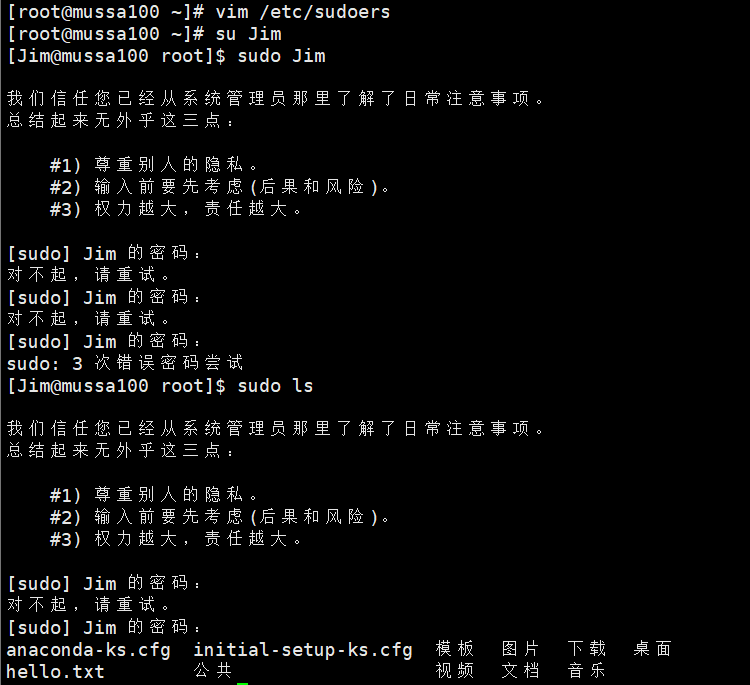 [root@mussa100 ~]# vim /etc/sudoers
[root@mussa100 ~]# su Jim
[Jim@mussa100 root]$ sudo Jim
我们信任您已经从系统管理员那里了解了日常注意事项。
总结起来无外乎这三点：
#1) 尊重别人的隐私。
#2) 输入前要先考虑(后果和风险)。
#3) 权力越大，责任越大。
[sudo] Jim 的密码：
对不起，请重试。
[sudo] Jim 的密码：
对不起，请重试。
[sudo] Jim 的密码：
sudo: 3 次错误密码尝试
[Jim@mussa100 root]$ sudo ls
我们信任您已经从系统管理员那里了解了日常注意事项。
总结起来无外乎这三点：
#1) 尊重别人的隐私。
#2) 输入前要先考虑(后果和风险)。
#3) 权力越大，责任越大。
[sudo] Jim 的密码：
对不起，请重试。
[sudo] Jim 的密码：
anaconda-ks.cfg  initial-setup-ks.cfg  模板  图片  下载  桌面
hello.txt  公共  视频  文档  音乐